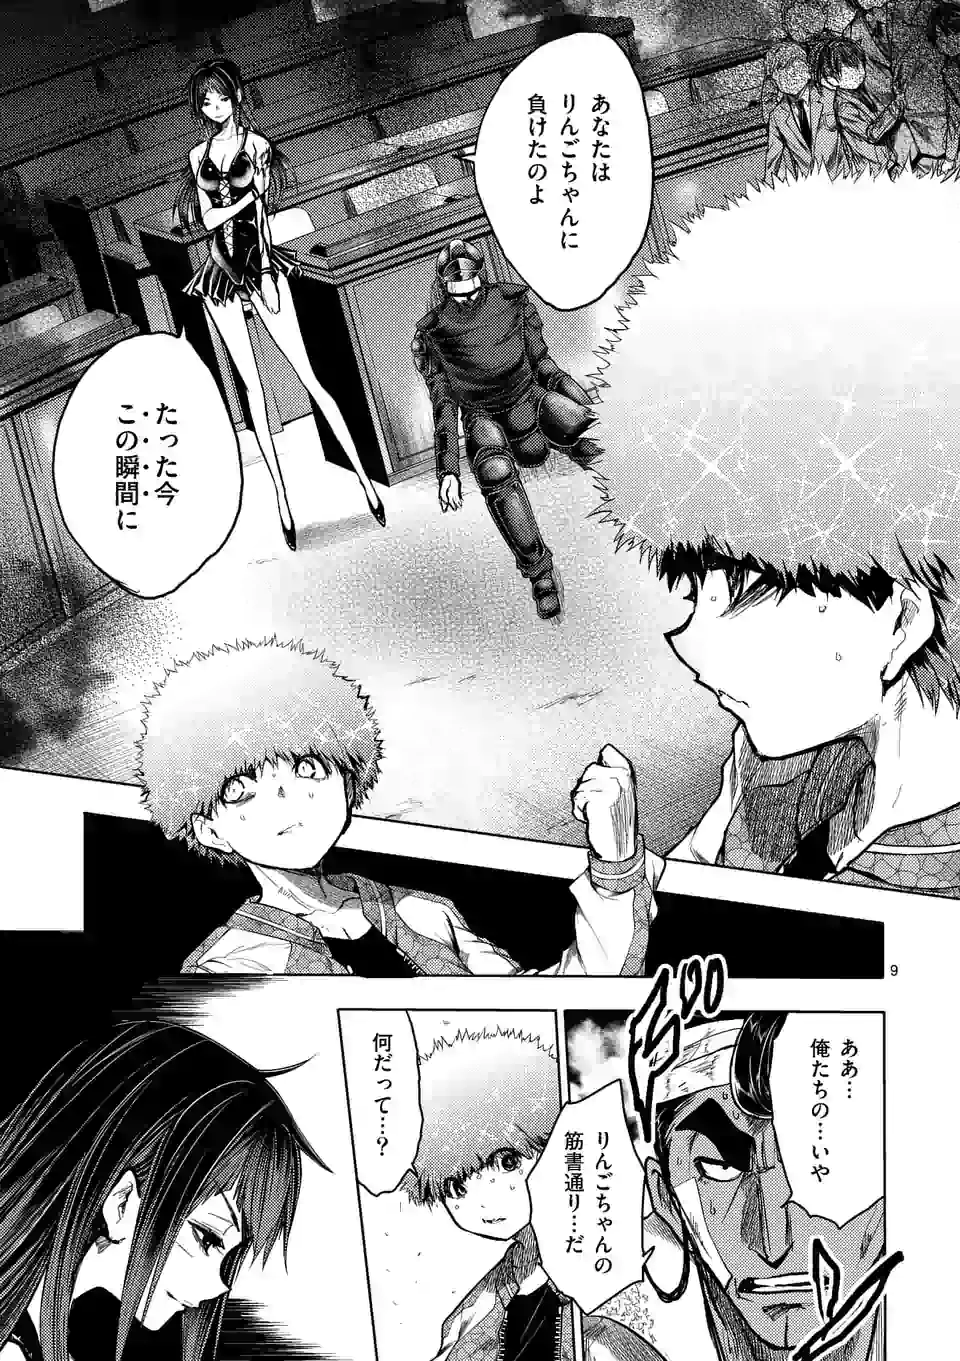 あなたは
りんごちゃんに
負けたのよ
たった今
この瞬間に
9
ああ…
俺たちの…いや
りんごちゃんの
筋書通り…だ
何だって…?